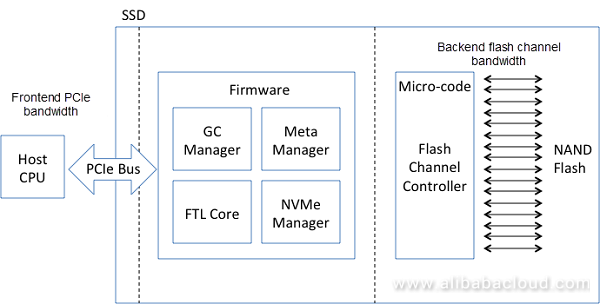 SSD
Frontend PCIe
bandwidth
Host
CPU
PCIe Bus
Firmware
GC
Manager
Meta
Manager
FTL Core
NVMe
Manager
Backend flash channel
bandwidth
Micro-code
Flash
Channel
Controller
NAND
Flash
www.alibabacloud.com